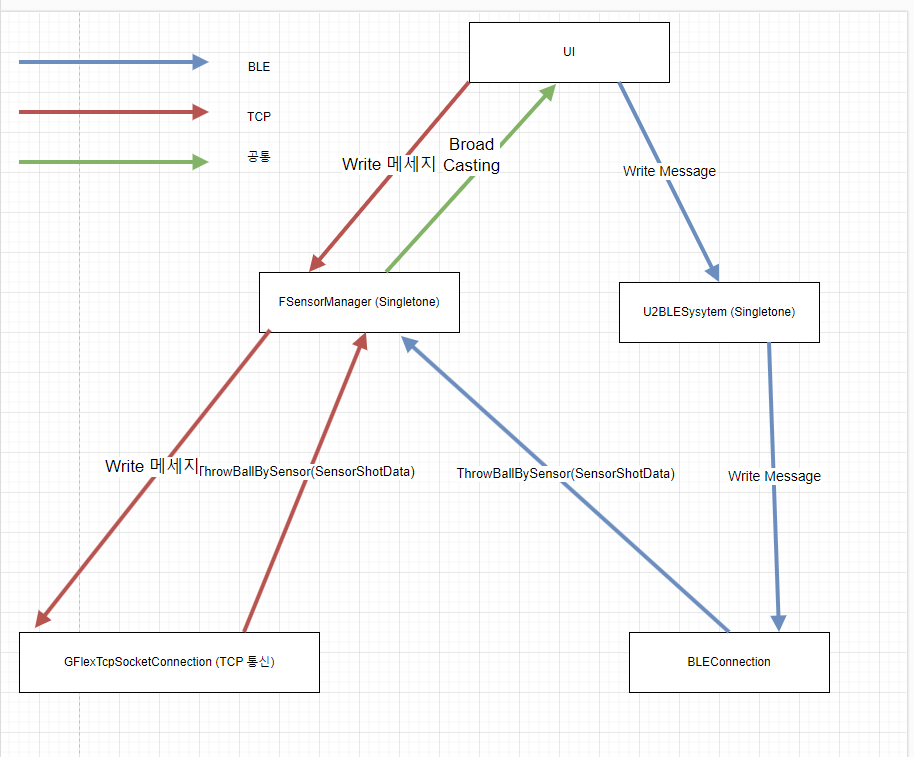 UI
BLE
TCP
공통
Broad
Casting
Write 메세지
Write Message
FSensorManager (Singletone)
U2BLESysytem (Singletone)
Write 메세지
ThrowBallBySensor(SensorShotData)
ThrowBallBySensor(SensorShotData)
Write Message
GFlexTcpSocketConnection (TCP 통신)
BLEConnection